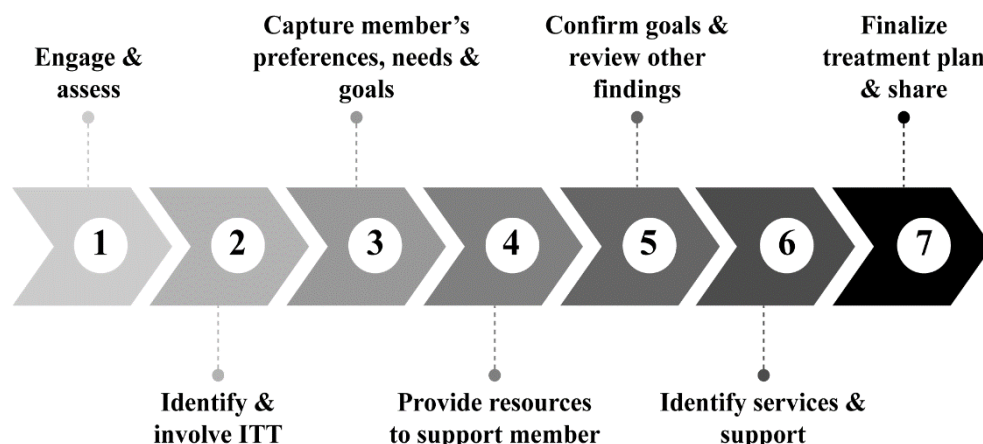 Engage &
assess
Capture member's
preferences, needs &
goals
Confirm goals &
review other
findings
Finalize
treatment plan
& share
1
2
3
4
5
6
7
Identify &
involve ITT
Provide resources
to support member
Identify services &
support